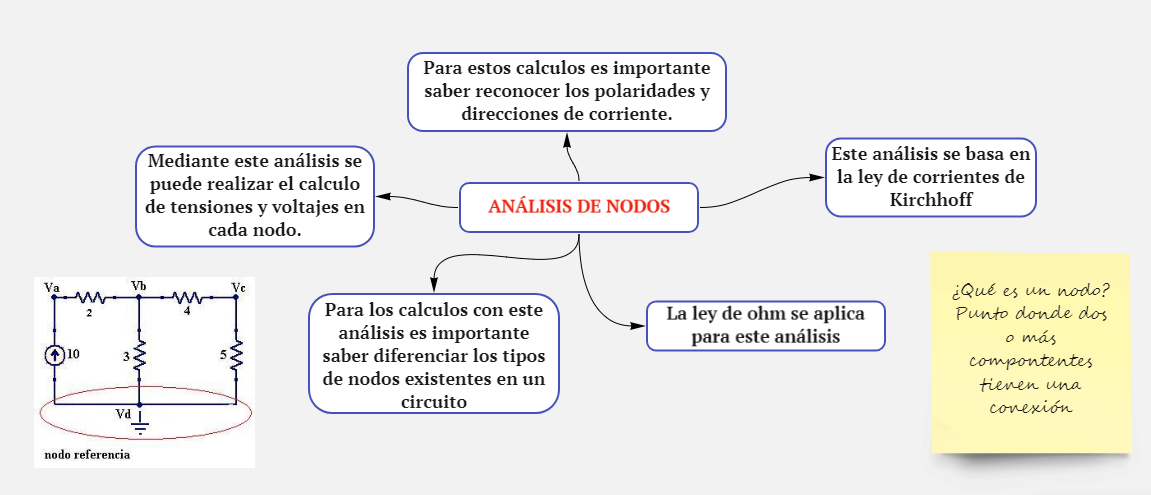 Para estos calculos es importante
saber reconocer los polaridades y
direcciones de corriente.
Mediante este análisis se
puede realizar el calculo
de tensiones y voltajes en
cada nodo.
ANÁLISIS DE NODOS
Este análisis se basa en
la ley de corrientes de
Kirchhoff
Para los calculos con este
análisis es importante
saber diferenciar los tipos
de nodos existentes en un
circuito
La ley de ohm se aplica
para este análisis
¿Qué es un nodo?
Punto donde dos
o más
compontentes
tienen una
conexión
Va Vb Vc
2 4
10 3 5
Vd
nodo referencia